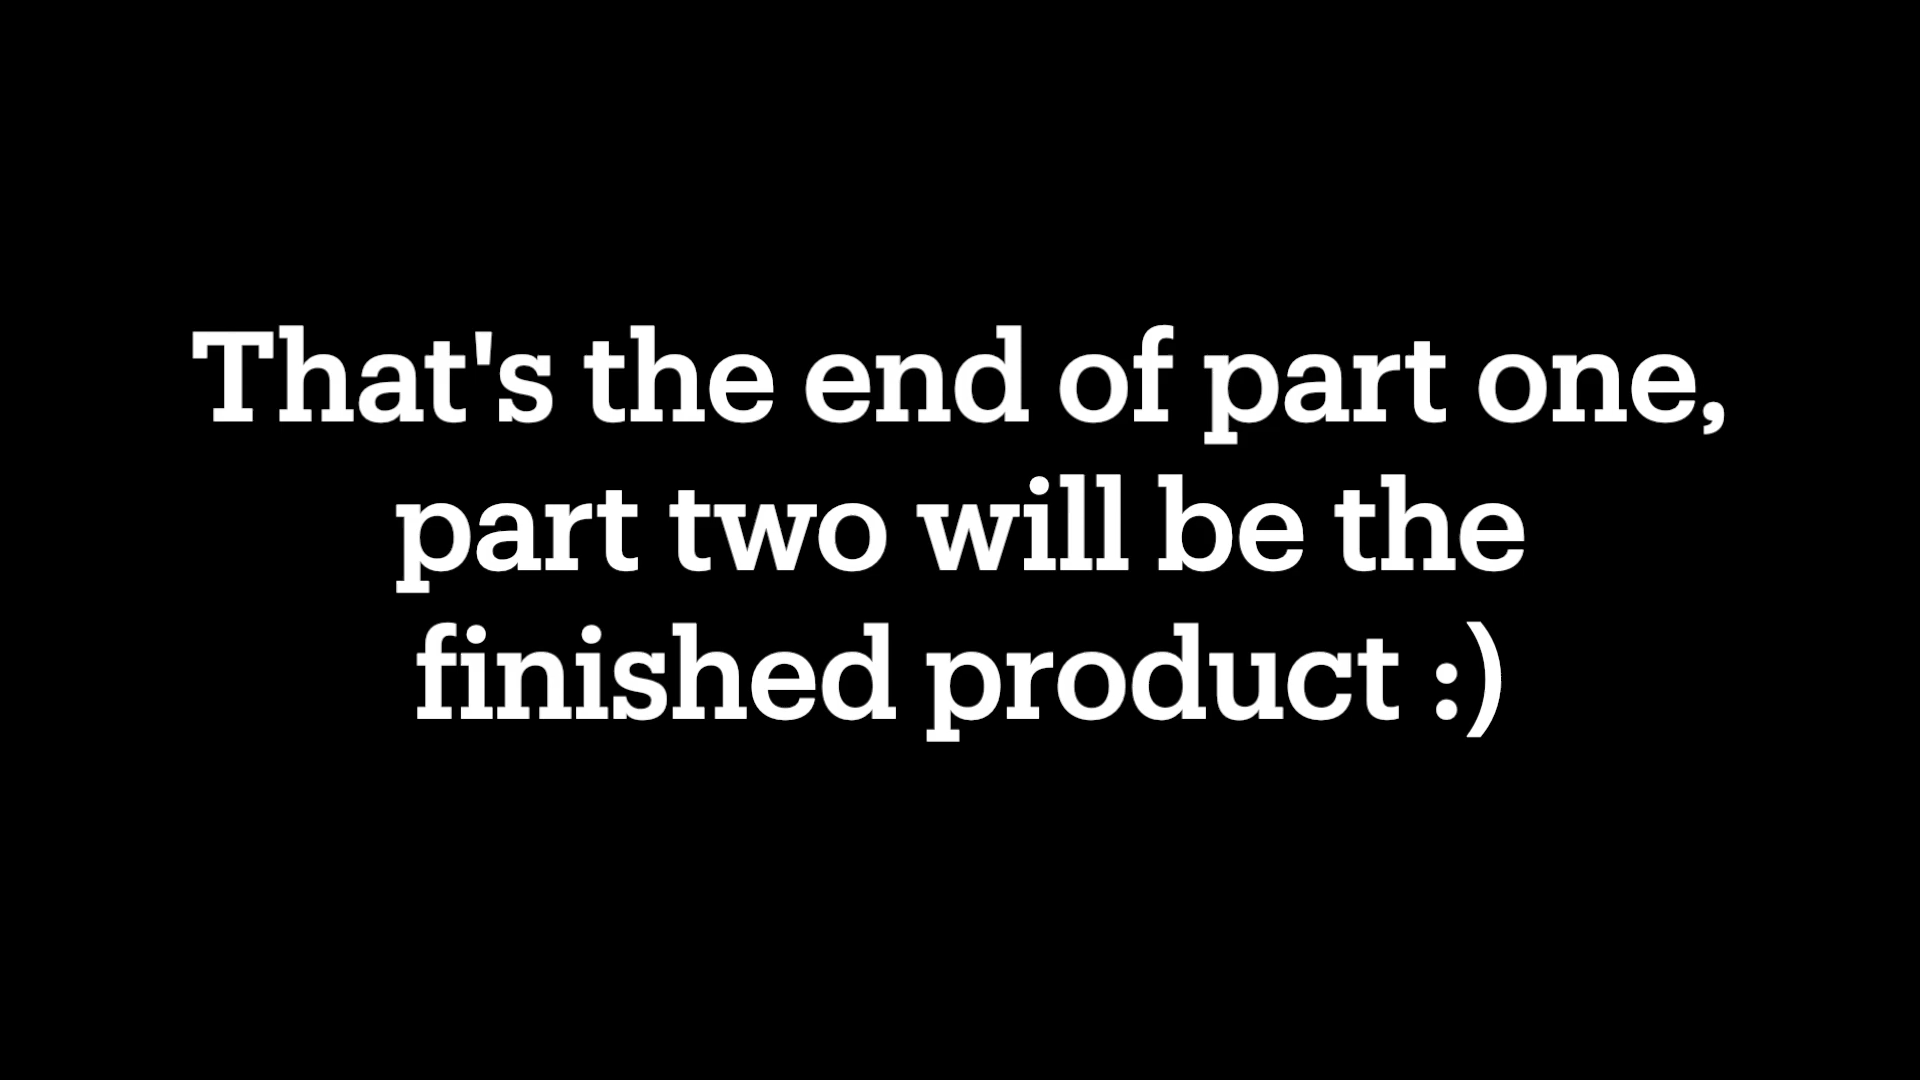 That's the end of part one,
part two will be the
finished product :)